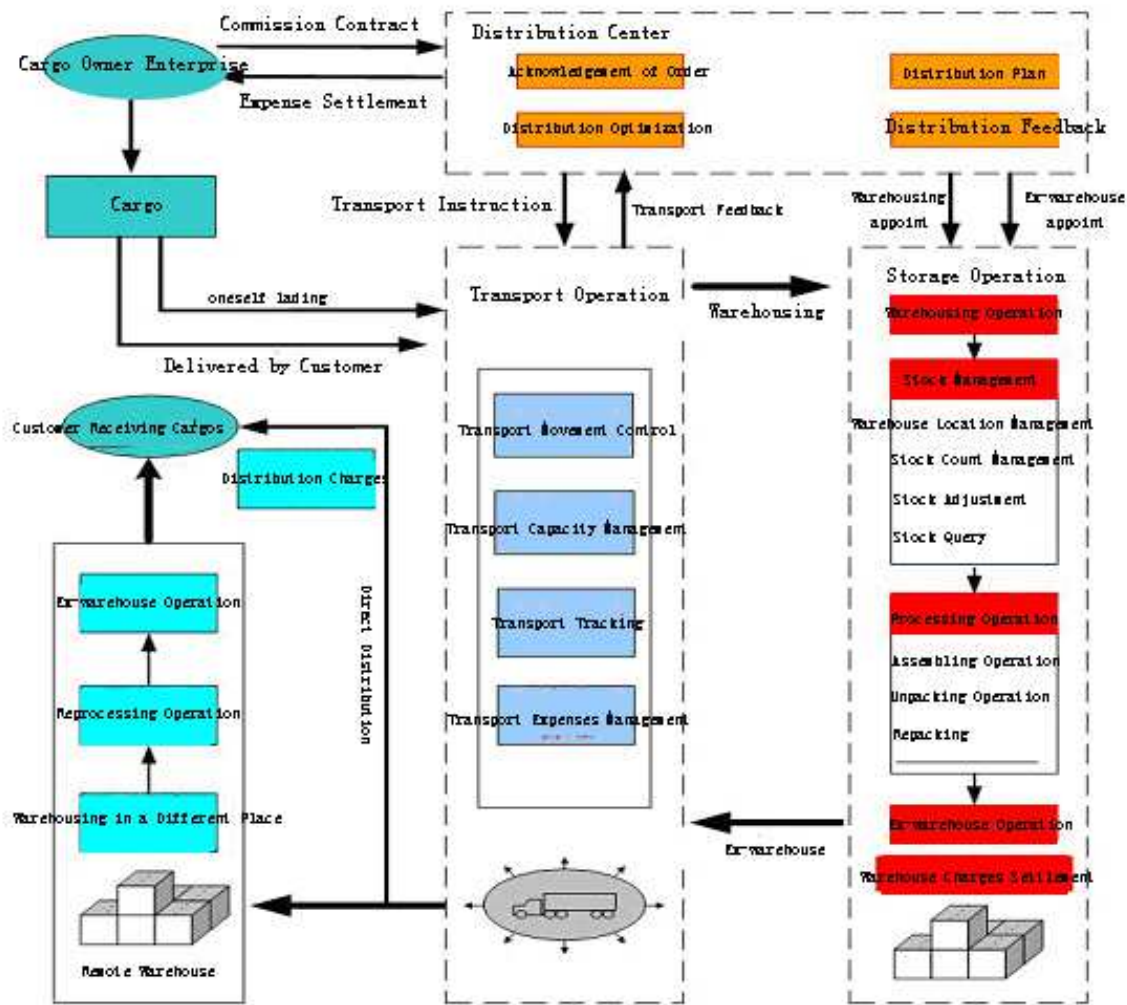 Commission Contract
Distribution Center
Cargo Owner Enterprise
Acknowledgement of Order
Distribution Plan
Expense Settlement
Distribution Optimization
Distribution Feedback
Cargo
Transport Instruction
Transport Feedback
Warehousing
appoint
Ex-warehouse
appoint
Storage Operation
oneself lading
Transport Operation
Warehousing
Warehousing Operation
Delivered by Customer
Stock Management
Customer Receiving Cargos
Transport Movement Control
Warehouse Location Management
Stock Count Management
Distribution Charges
Stock Adjustment
Transport Capacity Management
Stock Query
Ex-warehouse Operation
Direct Distribution
Transport Tracking
Processing Operation
Assembling Operation
Unpacking Operation
Reprocessing Operation
Transport Expenses Management
Repacking
Warehousing in a Different Place
Ex-warehouse Operation
Ex-warehouse
Warehouse Charges Settlement
Remote Warehouse